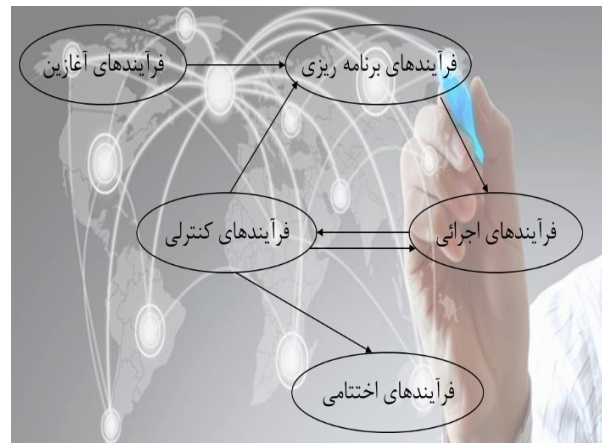 فرآیندهای آغازین
فرآیندهای برنامه ریزی
فرآیندهای کنترلی
فرآیندهای اجرائی
فرآیندهای اختتامی